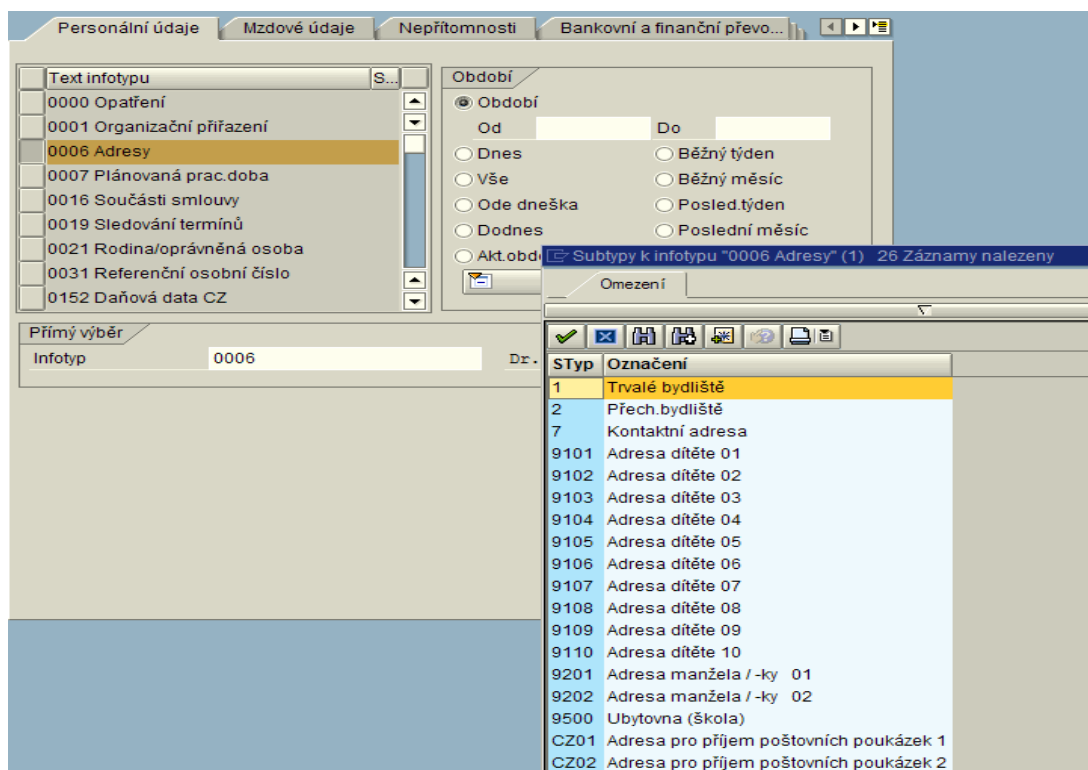 Personální údaje Mzdové údaje Nepřítomnosti Bankovní a finanční převo...
Text infotypu S...
0000 Opatření
0001 Organizační přiřazení
0006 Adresy
0007 Plánovaná prac.doba
0016 Součásti smlouvy
0019 Sledování termínů
0021 Rodina/oprávněná osoba
0031 Referenční osobní číslo
0152 Daňová data CZ
Období
Období
Od Do
Dnes Běžný týden
Vše Běžný měsíc
Ode dneška Posled.týden
Dodnes Poslední měsíc
Akt.obdo
Přímý výběr
Infotyp 0006 Dr.
Subtypy k infotypu "0006 Adresy" (1) 26 Záznamy nalezeny
Omezení
STyp Označení
1 Trvalé bydliště
2 Přech.bydliště
7 Kontaktní adresa
9101 Adresa dítěte 01
9102 Adresa dítěte 02
9103 Adresa dítěte 03
9104 Adresa dítěte 04
9105 Adresa dítěte 05
9106 Adresa dítěte 06
9107 Adresa dítěte 07
9108 Adresa dítěte 08
9109 Adresa dítěte 09
9110 Adresa dítěte 10
9201 Adresa manžela / -ky 01
9202 Adresa manžela / -ky 02
9500 Ubytovna (škola)
CZ01 Adresa pro příjem poštovních poukázek 1
CZ02 Adresa pro příjem poštovních poukázek 2